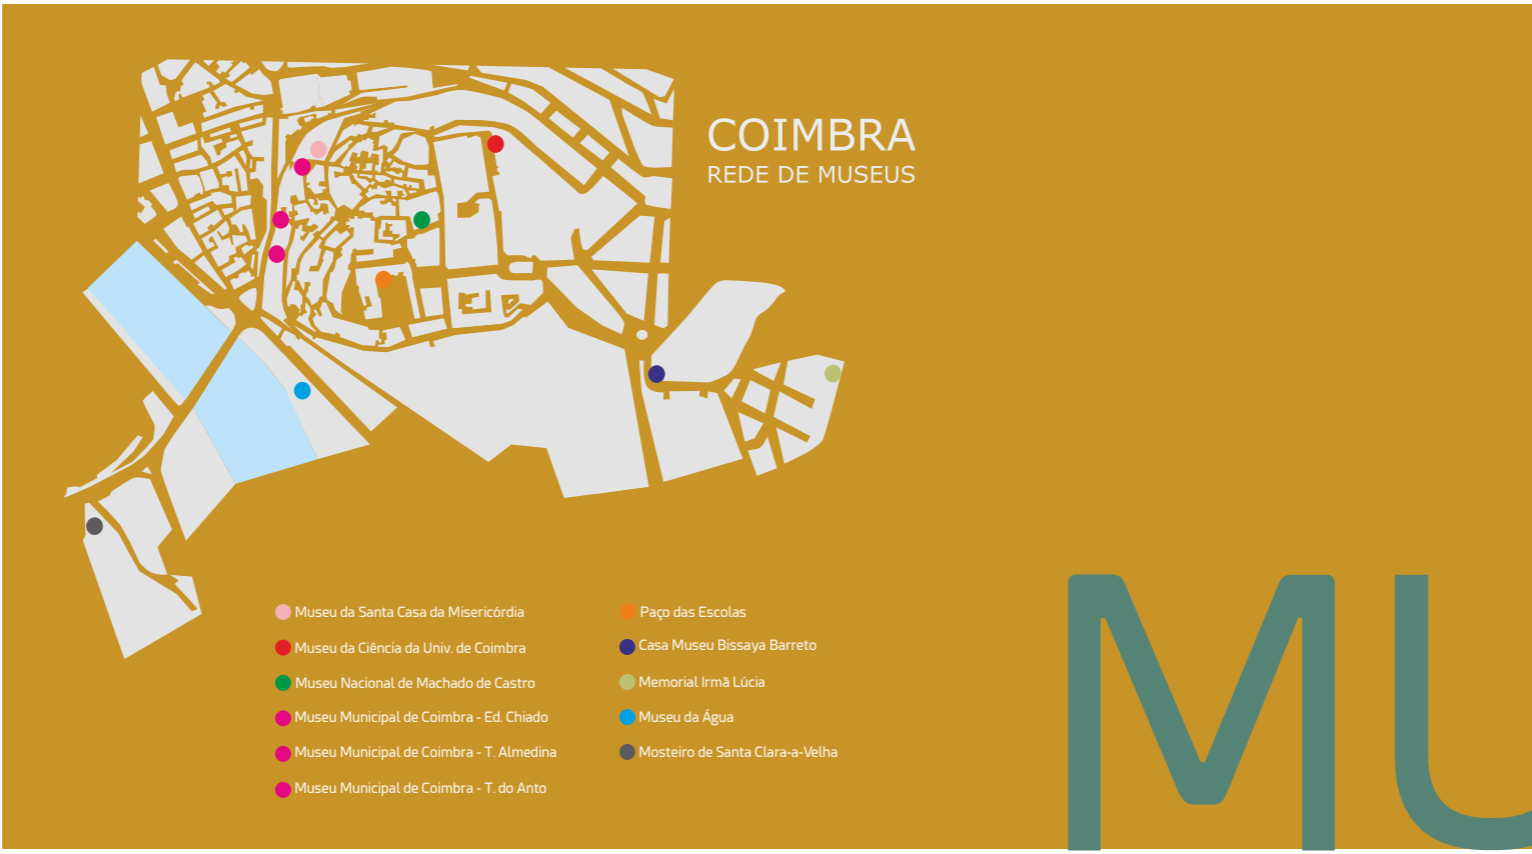 COIMBRA
REDE DE MUSEUS
Museu da Santa Casa da Misericórdia
Museu da Ciência da Univ. de Coimbra
Museu Nacional de Machado de Castro
Museu Municipal de Coimbra - Ed. Chiado
Museu Municipal de Coimbra - T. Almedina
Museu Municipal de Coimbra - T. do Anto
Paço das Escolas
Casa Museu Bissaya Barreto
Memorial Irmã Lúcia
Museu da Água
Mosteiro de Santa Clara-a-Velha
MU